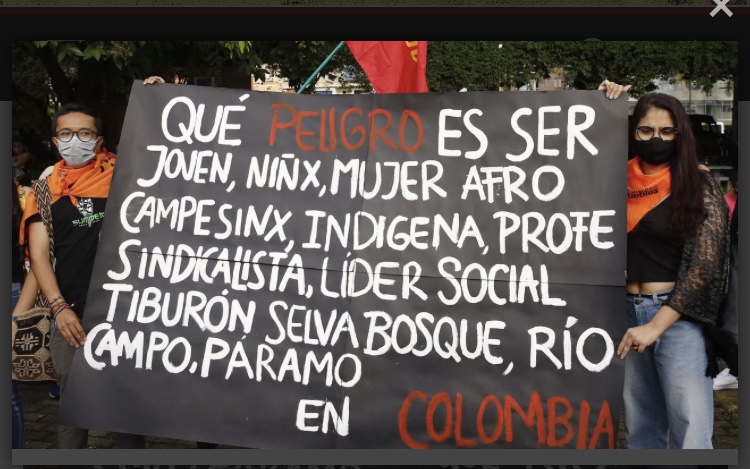 QUÉ PELIGRO ES SER
JOVEN, NIÑX, MUJER AFRO
CAMPESINX, INDIGENA, PROFE
SINDICALISTA, LÍDER SOCIAL
TIBURÓN SELVA BOSQUE, RÍO
CAMPO, PÁRAMO
EN COLOMBIA